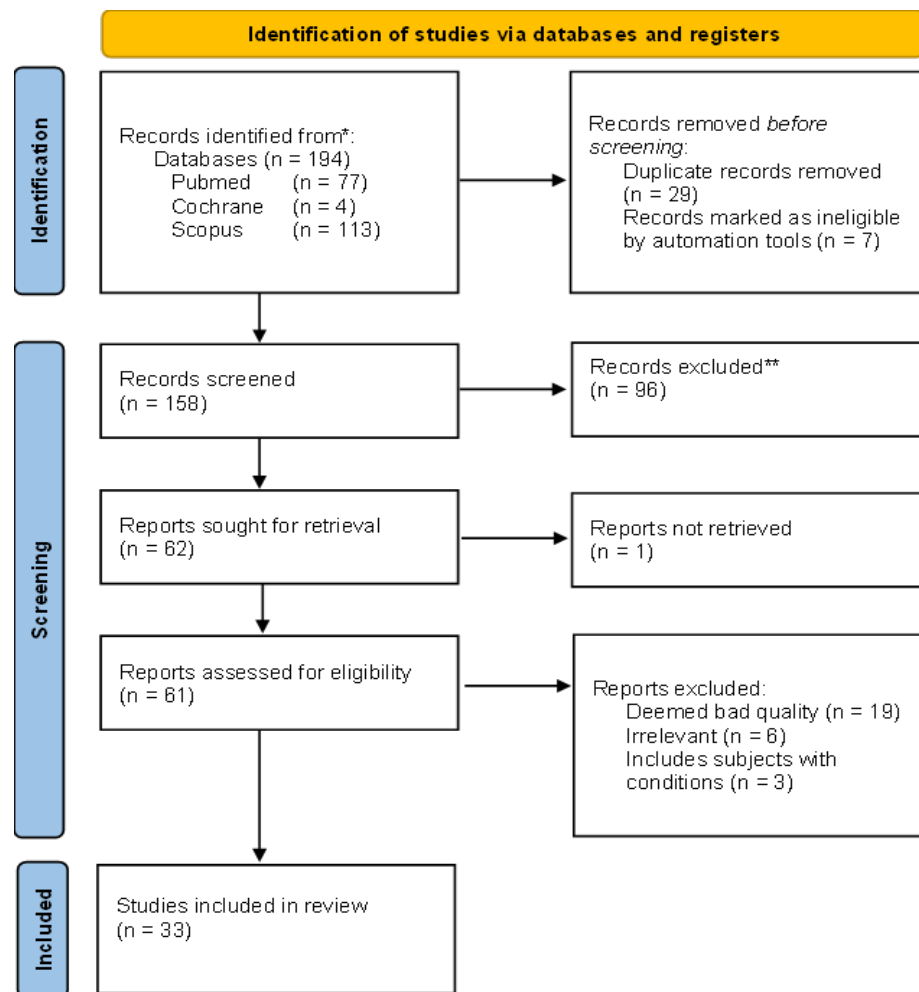 Identification of studies via databases and registers
Identification
Records identified from*:
Databases (n = 194)
Pubmed (n = 77)
Cochrane (n = 4)
Scopus (n = 113)
Records removed before
screening:
Duplicate records removed
(n = 29)
Records marked as ineligible
by automation tools (n = 7)
Screening
Records screened
(n = 158)
Records excluded**
(n = 96)
Reports sought for retrieval
(n = 62)
Reports not retrieved
(n = 1)
Reports assessed for eligibility
(n = 61)
Reports excluded:
Deemed bad quality (n = 19)
Irrelevant (n = 6)
Includes subjects with
conditions (n = 3)
Included
Studies included in review
(n = 33)